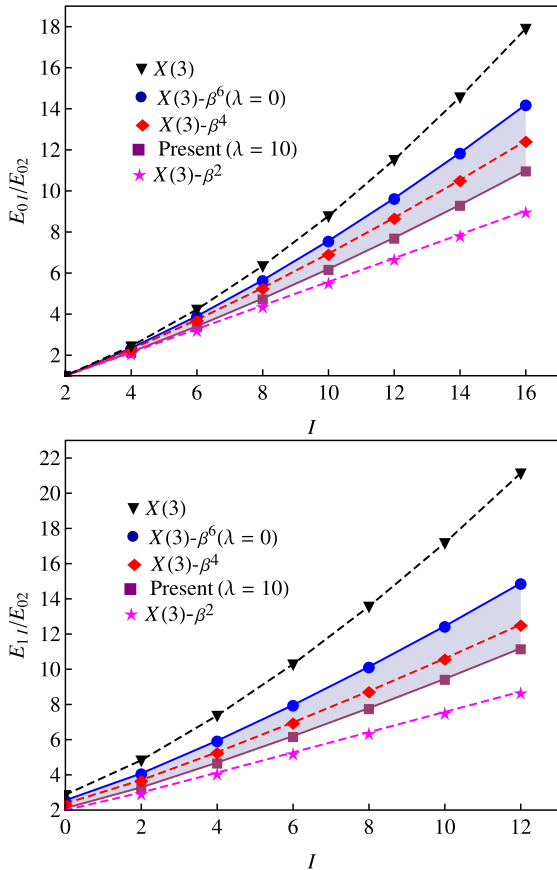 18
16
14
12
10
8
6
4
2
E₀ I/E₀₂
X(3)
X(3)-β⁶(λ = 0)
X(3)-β⁴
Present (λ = 10)
X(3)-β²
2 4 6 8 10 12 14 16
I
22
20
18
16
14
12
10
8
6
4
2
E₁ I/E₀₂
X(3)
X(3)-β⁶(λ = 0)
X(3)-β⁴
Present (λ = 10)
X(3)-β²
0 2 4 6 8 10 12
I